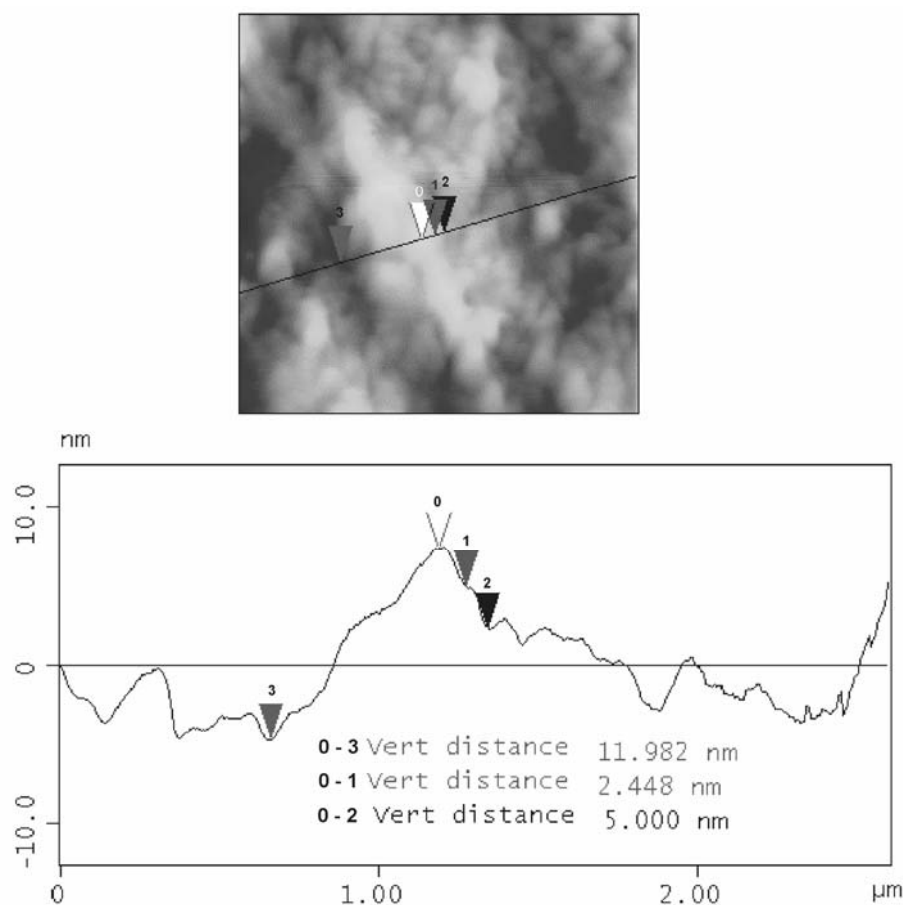 0 1 2
3
nm
10.0
0
-10.0
0
1
2
3
0-3 Vert distance 11.982 nm
0-1 Vert distance 2.448 nm
0-2 Vert distance 5.000 nm
0 1.00 2.00 µm